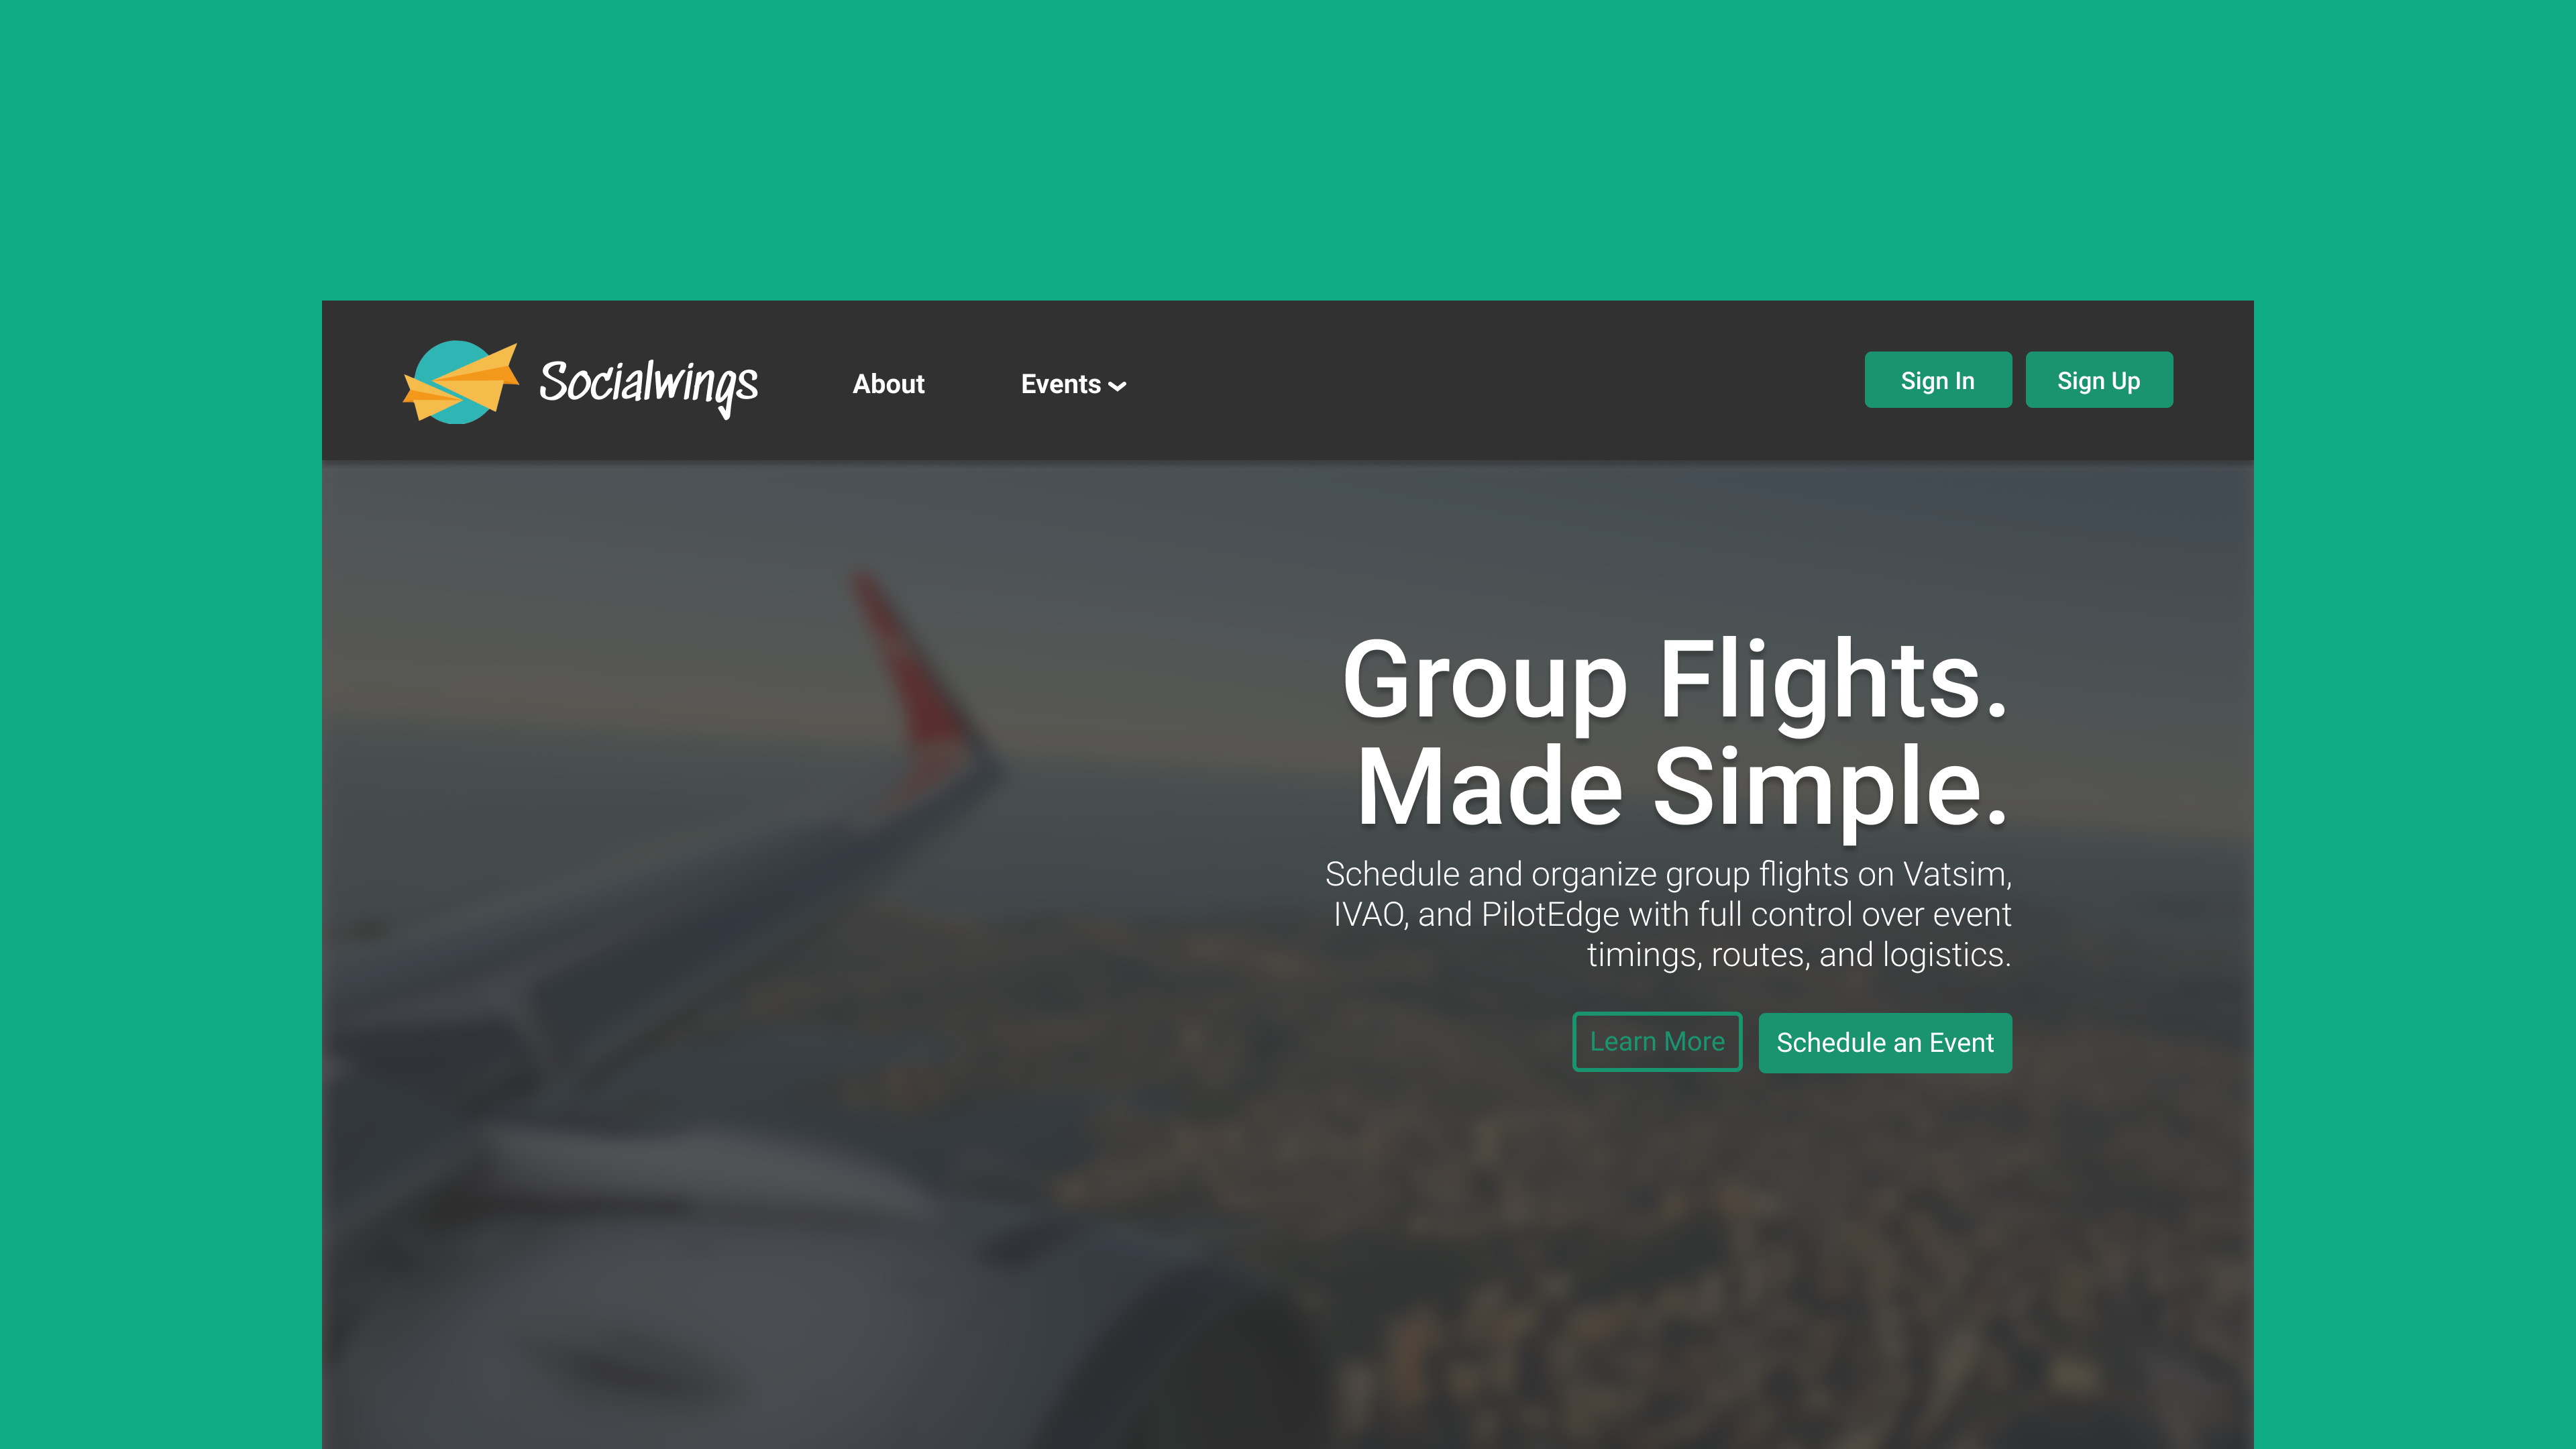 Socialwings
About
Events
Sign In
Sign Up
Group Flights.
Made Simple.
Schedule and organize group flights on Vatsim,
IVAO, and PilotEdge with full control over event
timings, routes, and logistics.
Learn More
Schedule an Event